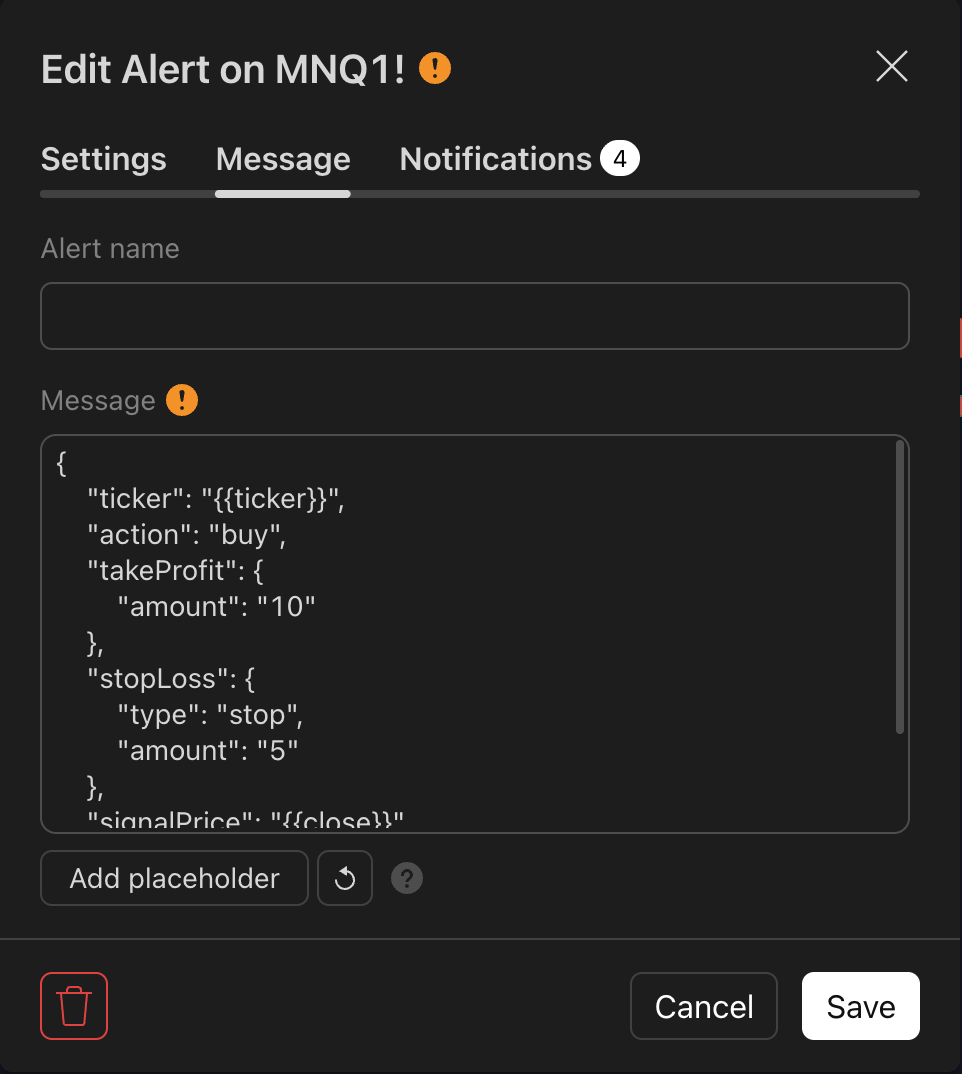 Edit Alert on MNQ1! !
Settings Message Notifications 4
Alert name
Message !
{
"ticker": "{{ticker}}",
"action": "buy",
"takeProfit": {
"amount": "10"
},
"stopLoss": {
"type": "stop",
"amount": "5"
},
"signalPrice": "{{close}}"
Add placeholder ?
Cancel Save